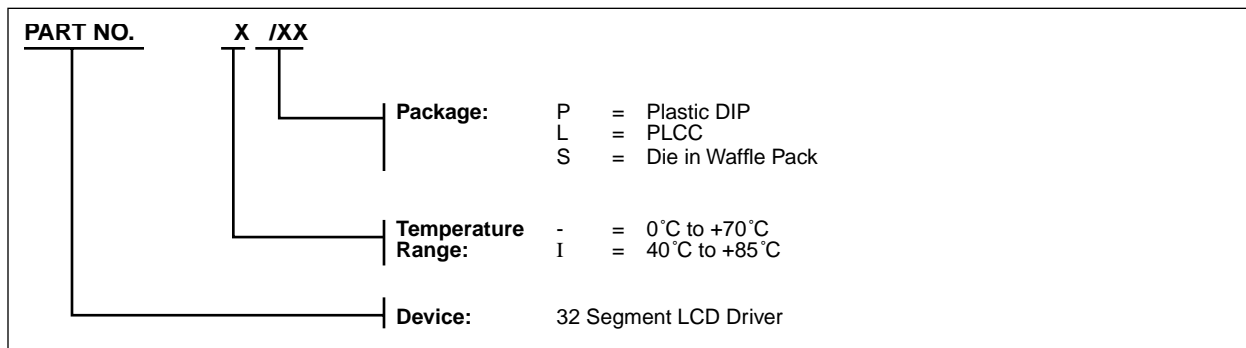 PART NO. X /XX
Package: P = Plastic DIP
L = PLCC
S = Die in Waffle Pack
Temperature - = 0˚C to +70˚C
Range: I = 40˚C to +85˚C
Device: 32 Segment LCD Driver